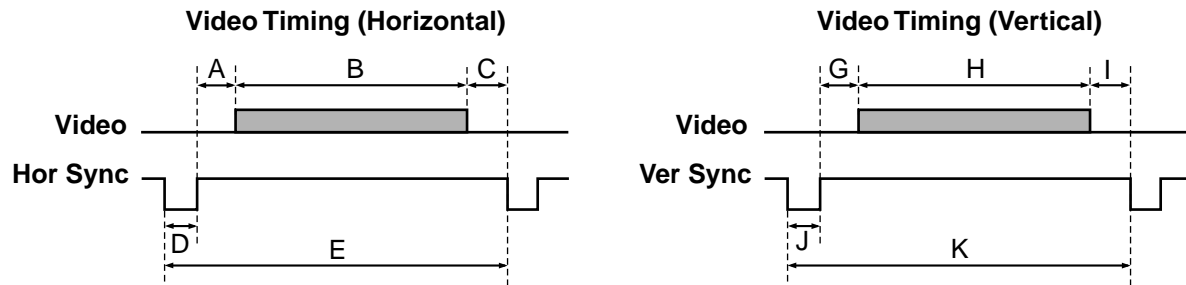 Video Timing (Horizontal)
A B C
Video
Hor Sync
D
E
Video Timing (Vertical)
G H I
Video
Ver Sync
J
K